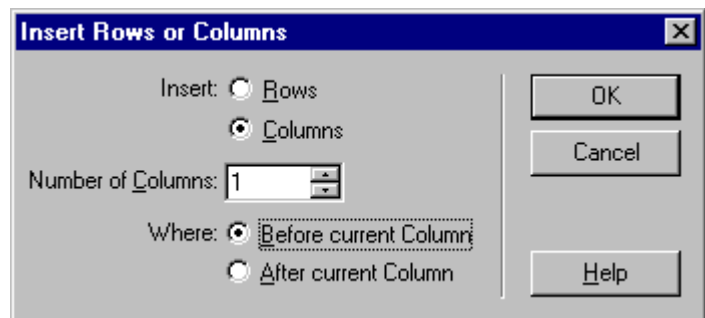 Insert Rows or Columns
Insert: Rows
Columns
Number of Columns: 1
Where: Before current Column
After current Column
OK
Cancel
Help